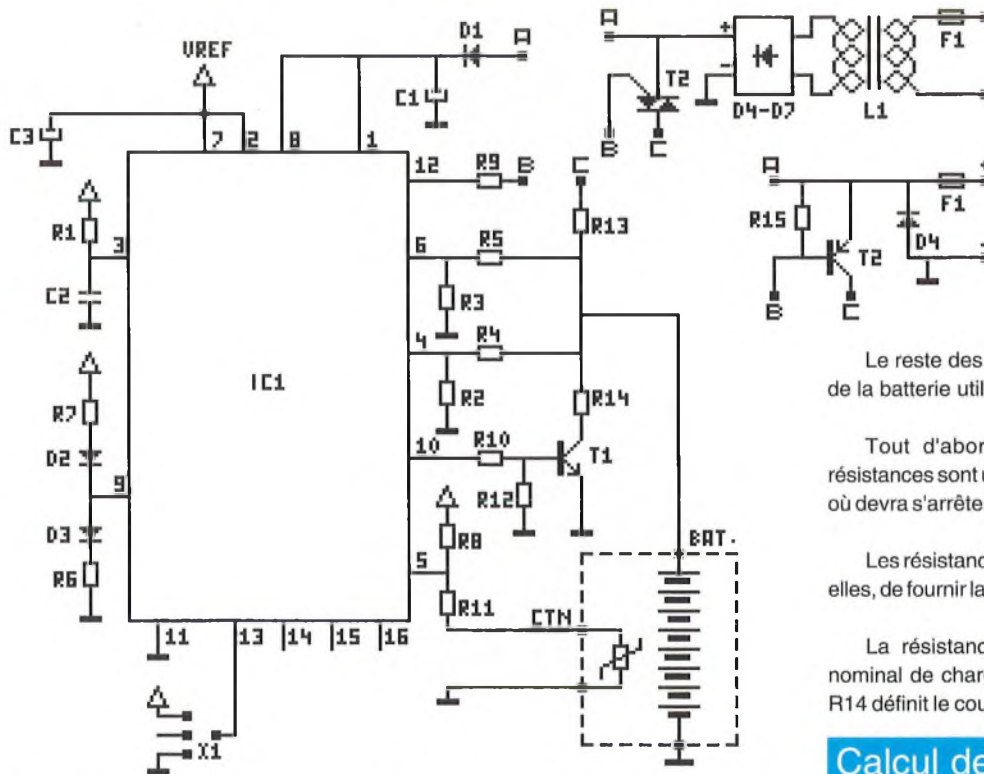 VREF
D1
A
C1
C3
7
2
8
1
12
R9
B
C
R1
3
6
R5
R13
C2
R3
4
R4
IC1
R2
R14
R7
10
R10
T1
D2
9
R12
D3
R8
BAT.
R6
5
R11
CTN
11
13
14
15
16
X1
A
+
-
T2
F1
D4-D7
L1
B
C
A
R15
F1
D4
T2
B
C
Le reste des
de la batterie util
Tout d'abor
résistances sont u
où devra s'arrête
Les résistanc
elles, de fournir la
La résistanc
nominal de char
R14 définit le cou
Calcul de